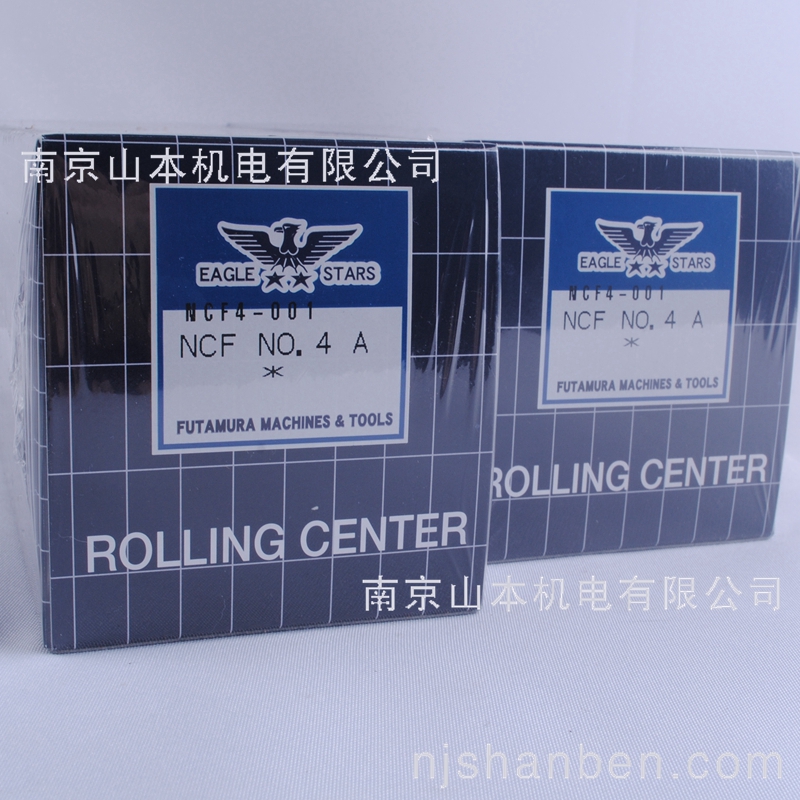 南京山本机电有限公司
EAGLE STARS
NCF4-001
NCF NO. 4 A
*
FUTAMURA MACHINES & TOOLS
ROLLING CENTER
EAGLE STARS
NCF4-001
NCF NO. 4 A
*
FUTAMURA MACHINES & TOOLS
ROLLING CENTER
南京山本机电有限公司
njshanben.com